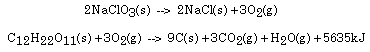 2NaClO3(s) --> 2NaCl(s)+3O2(g)
C12H22O11(s)+3O2(g) --> 9C(s)+3CO2(g)+H2O(g)+5635kJ